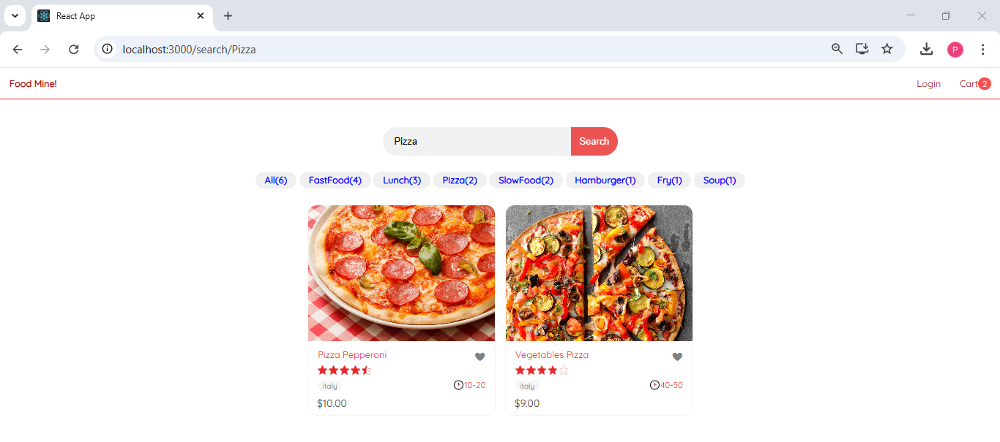 React App
localhost:3000/search/Pizza
P
Food Mine!
Login
Cart 2
Pizza
Search
All(6) FastFood(4) Lunch(3) Pizza(2) SlowFood(2) Hamburger(1) Fry(1) Soup(1)
Pizza Pepperoni
Italy
10-20
$10.00
Vegetables Pizza
italy
40-50
$9.00